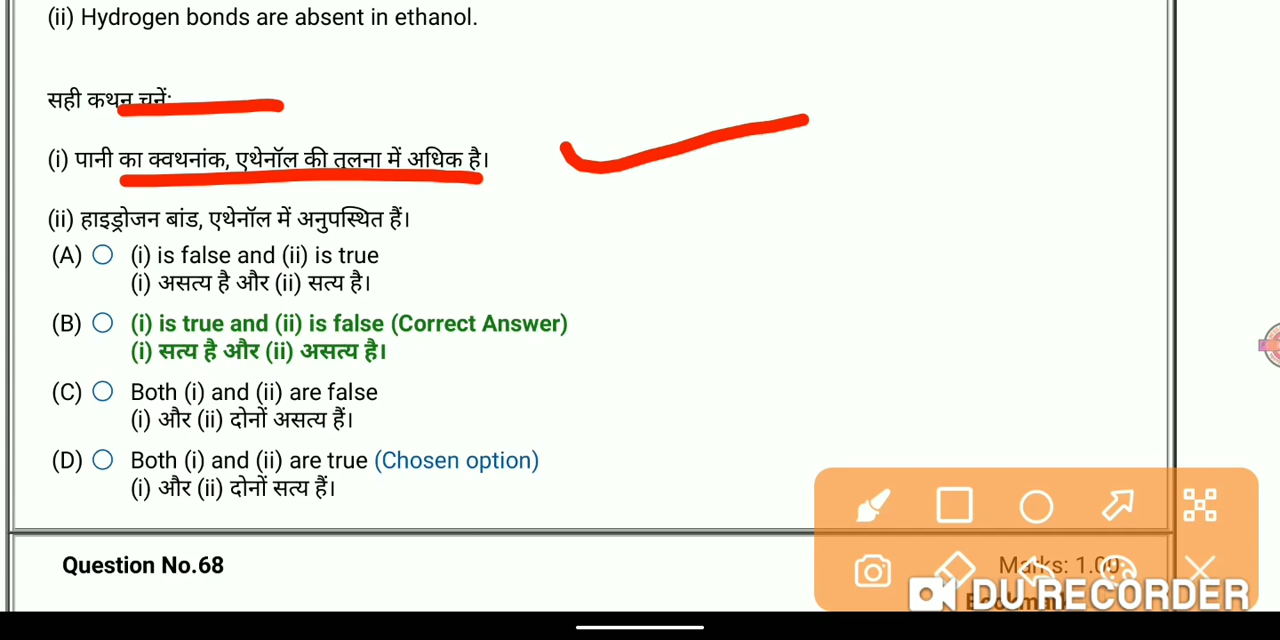 (ii) Hydrogen bonds are absent in ethanol.
सही कथन चुनें:
(i) पानी का क्वथनांक, एथेनॉल की तुलना में अधिक है।
(ii) हाइड्रोजन बांड, एथेनॉल में अनुपस्थित हैं।
(A) (i) is false and (ii) is true
(i) असत्य है और (ii) सत्य है।
(B) (i) is true and (ii) is false (Correct Answer)
(i) सत्य है और (ii) असत्य है।
(C) Both (i) and (ii) are false
(i) और (ii) दोनों असत्य हैं।
(D) Both (i) and (ii) are true (Chosen option)
(i) और (ii) दोनों सत्य हैं।
Question No.68
Marks: 1.00
Bookmark
DU RECORDER